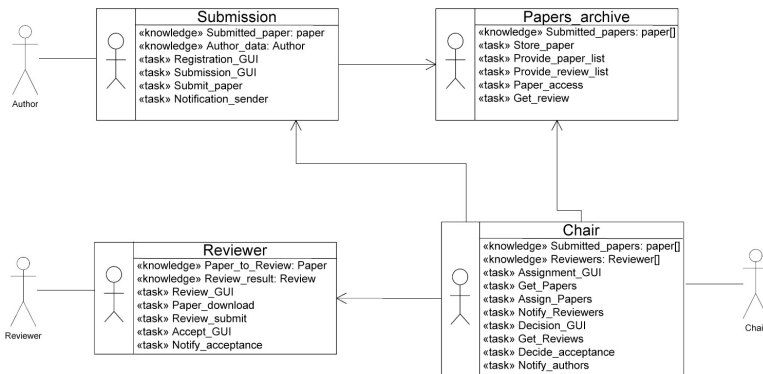 Submission
«knowledge» Submitted_paper: paper
«knowledge» Author_data: Author
«task» Registration_GUI
«task» Submission_GUI
«task» Submit_paper
«task» Notification_sender
Author
Papers_archive
«knowledge» Submitted_papers: paper[]
«task» Store_paper
«task» Provide_paper_list
«task» Provide_review_list
«task» Paper_access
«task» Get_review
Reviewer
«knowledge» Paper_to_Review: Paper
«knowledge» Review_result: Review
«task» Review_GUI
«task» Paper_download
«task» Review_submit
«task» Accept_GUI
«task» Notify_acceptance
Reviewer
Chair
«knowledge» Submitted_papers: paper[]
«knowledge» Reviewers: Reviewer[]
«task» Assignment_GUI
«task» Get_Papers
«task» Assign_Papers
«task» Notify_Reviewers
«task» Decision_GUI
«task» Get_Reviews
«task» Decide_acceptance
«task» Notify_authors
Chai